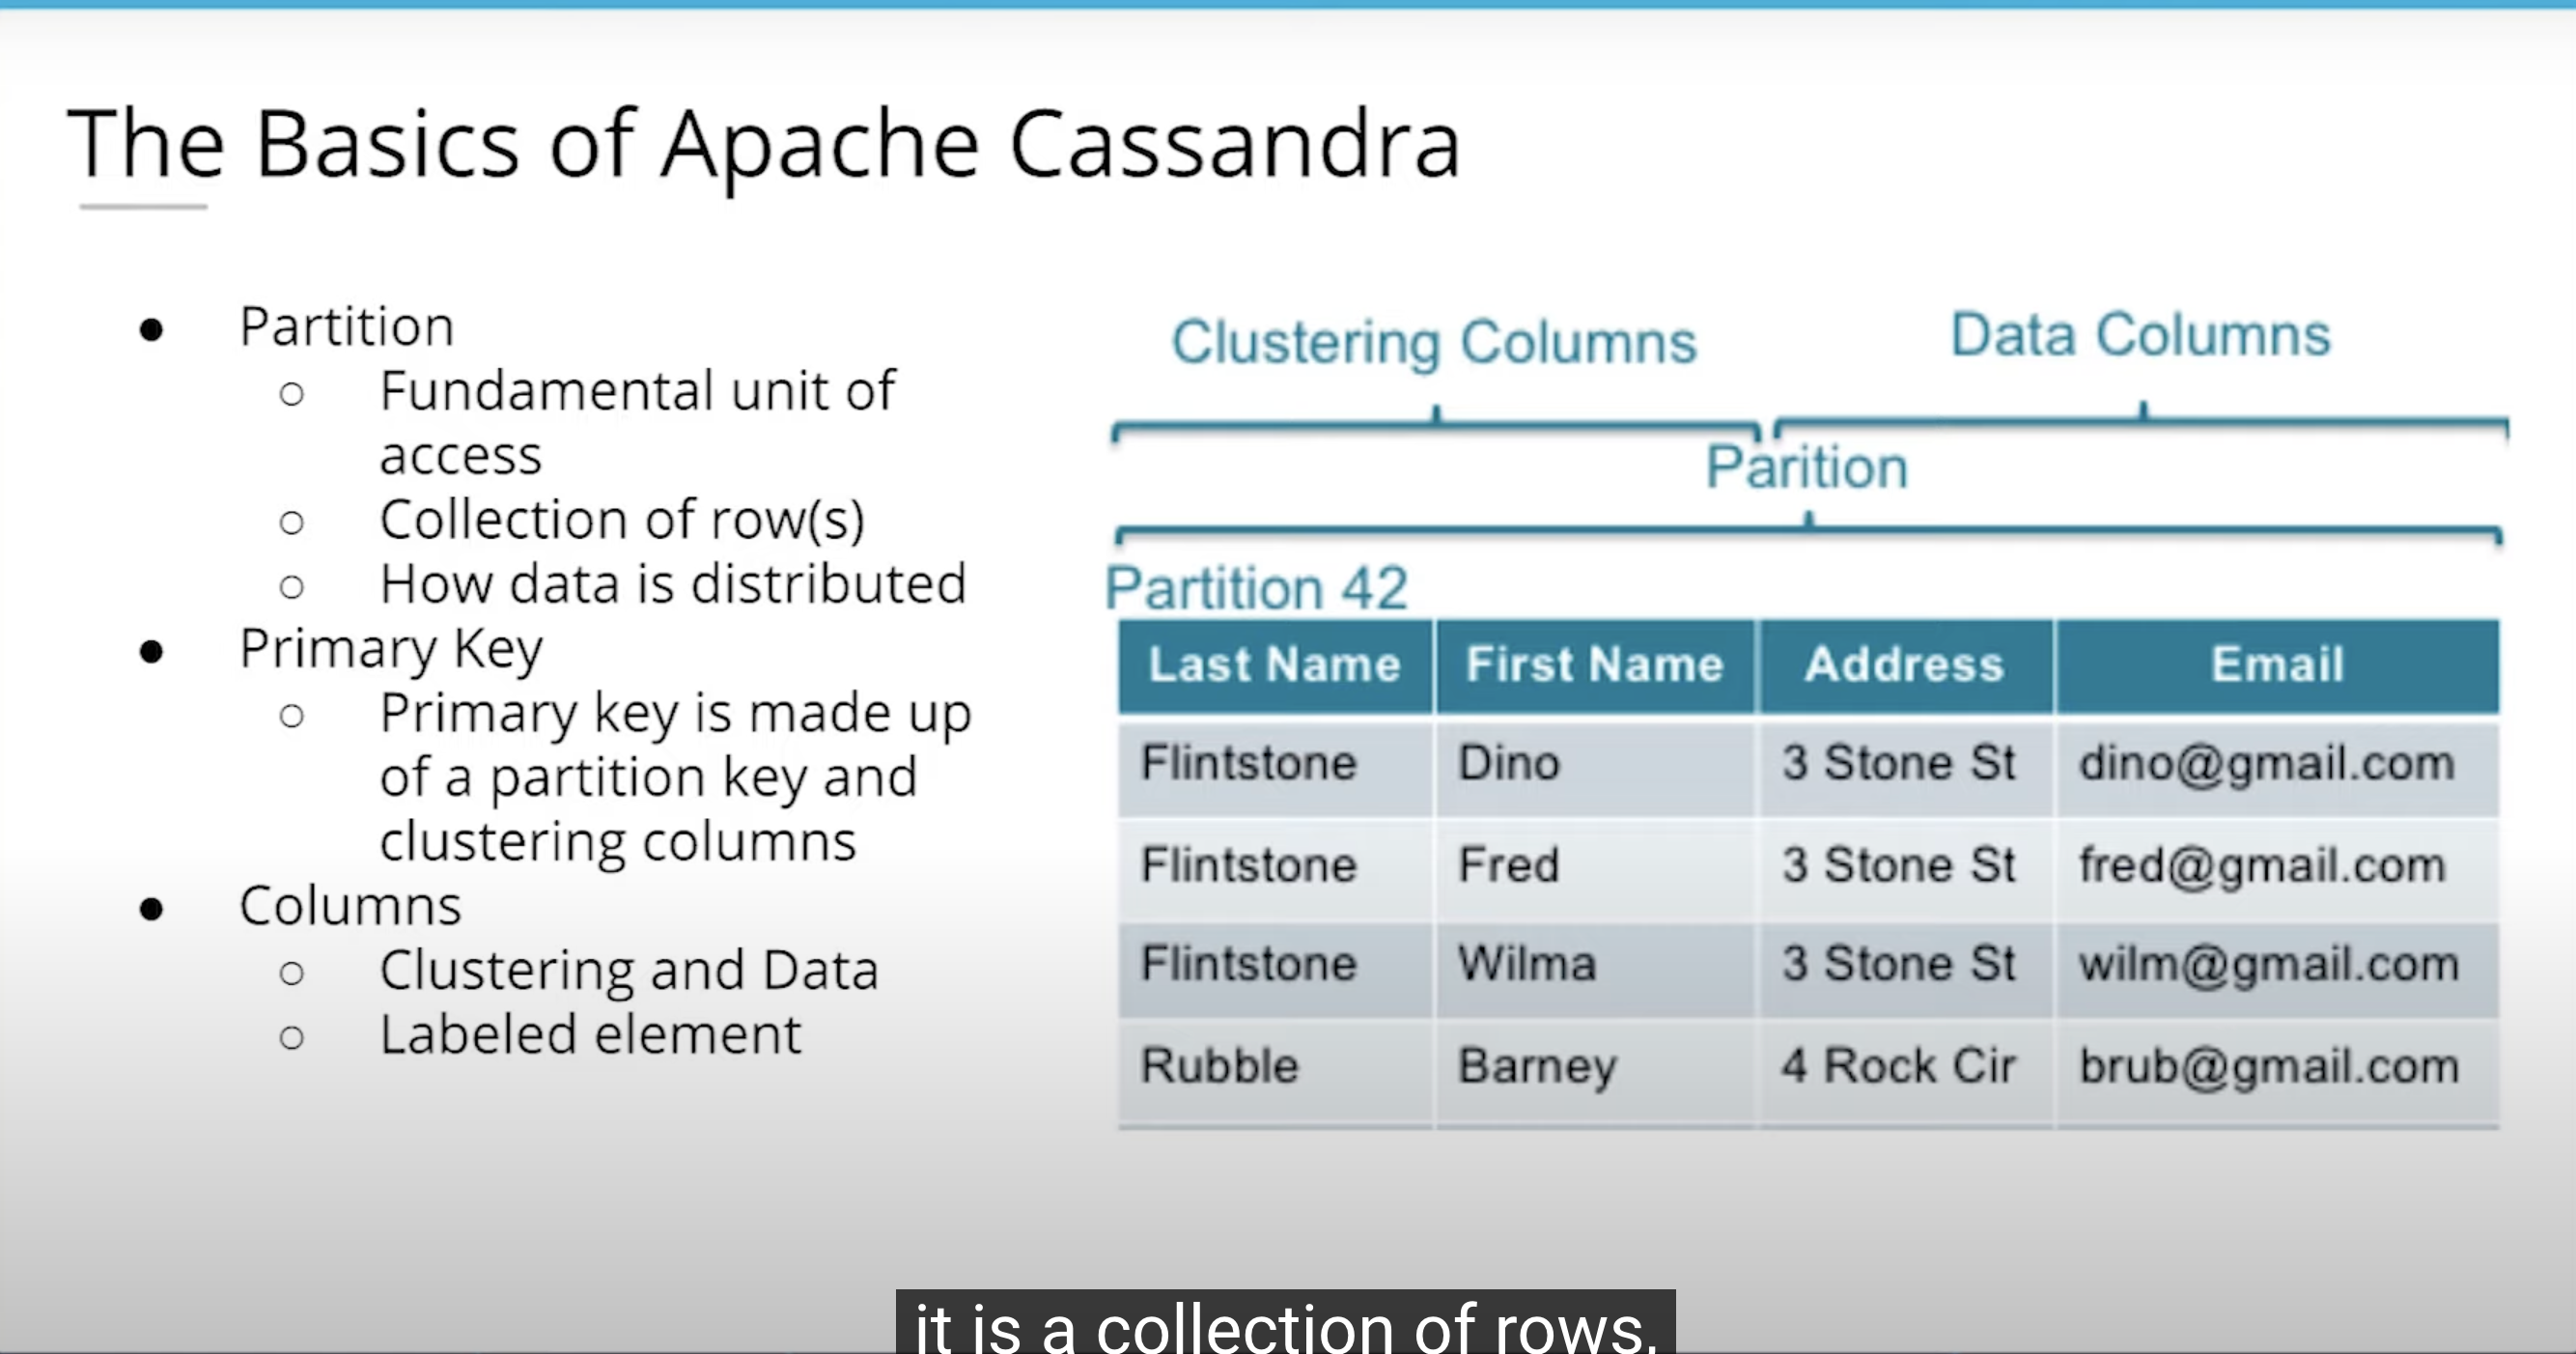 The Basics of Apache Cassandra
● Partition
○ Fundamental unit of
access
○ Collection of row(s)
○ How data is distributed
● Primary Key
○ Primary key is made up
of a partition key and
clustering columns
● Columns
○ Clustering and Data
○ Labeled element
Clustering Columns Data Columns
Parition
Partition 42
Last Name First Name Address Email
Flintstone Dino 3 Stone St dino@gmail.com
Flintstone Fred 3 Stone St fred@gmail.com
Flintstone Wilma 3 Stone St wilm@gmail.com
Rubble Barney 4 Rock Cir brub@gmail.com
it is a collection of rows,